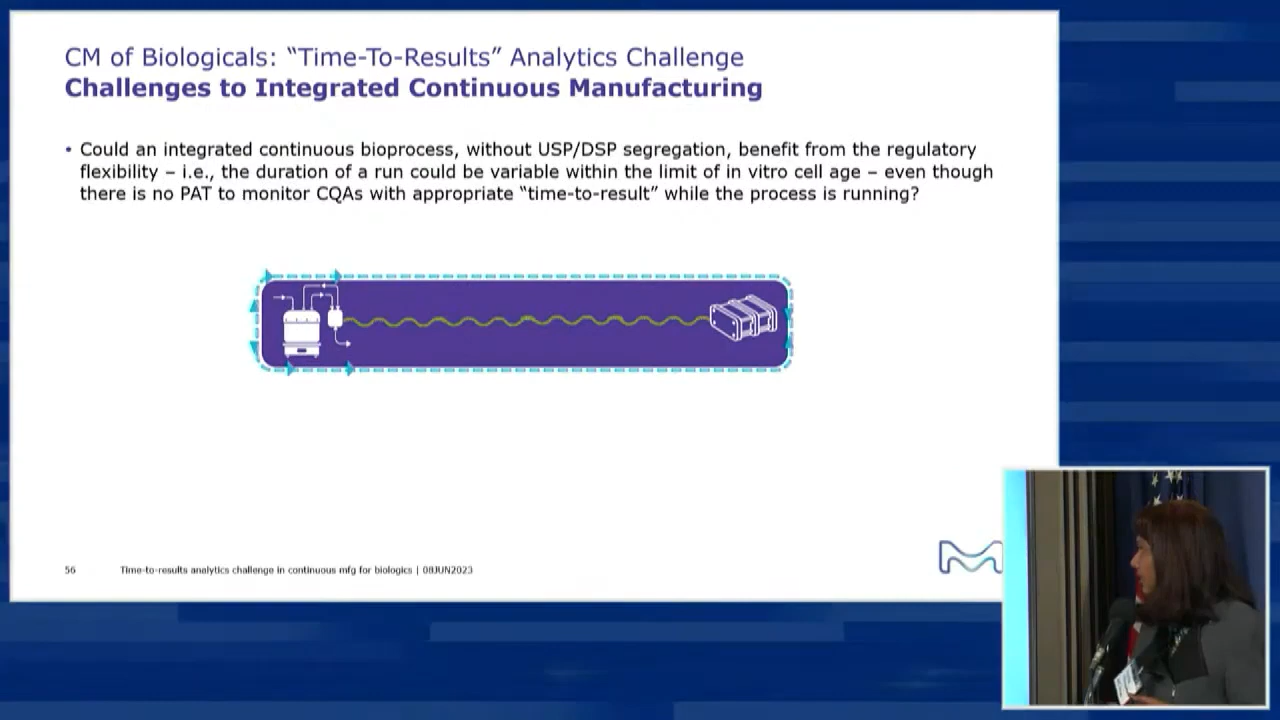 CM of Biologicals: “Time-To-Results” Analytics Challenge
Challenges to Integrated Continuous Manufacturing
• Could an integrated continuous bioprocess, without USP/DSP segregation, benefit from the regulatory
flexibility – i.e., the duration of a run could be variable within the limit of in vitro cell age – even though
there is no PAT to monitor CQAs with appropriate “time-to-result” while the process is running?
56
Time-to-results analytics challenge in continuous mfg for biologics | 08JUN2023